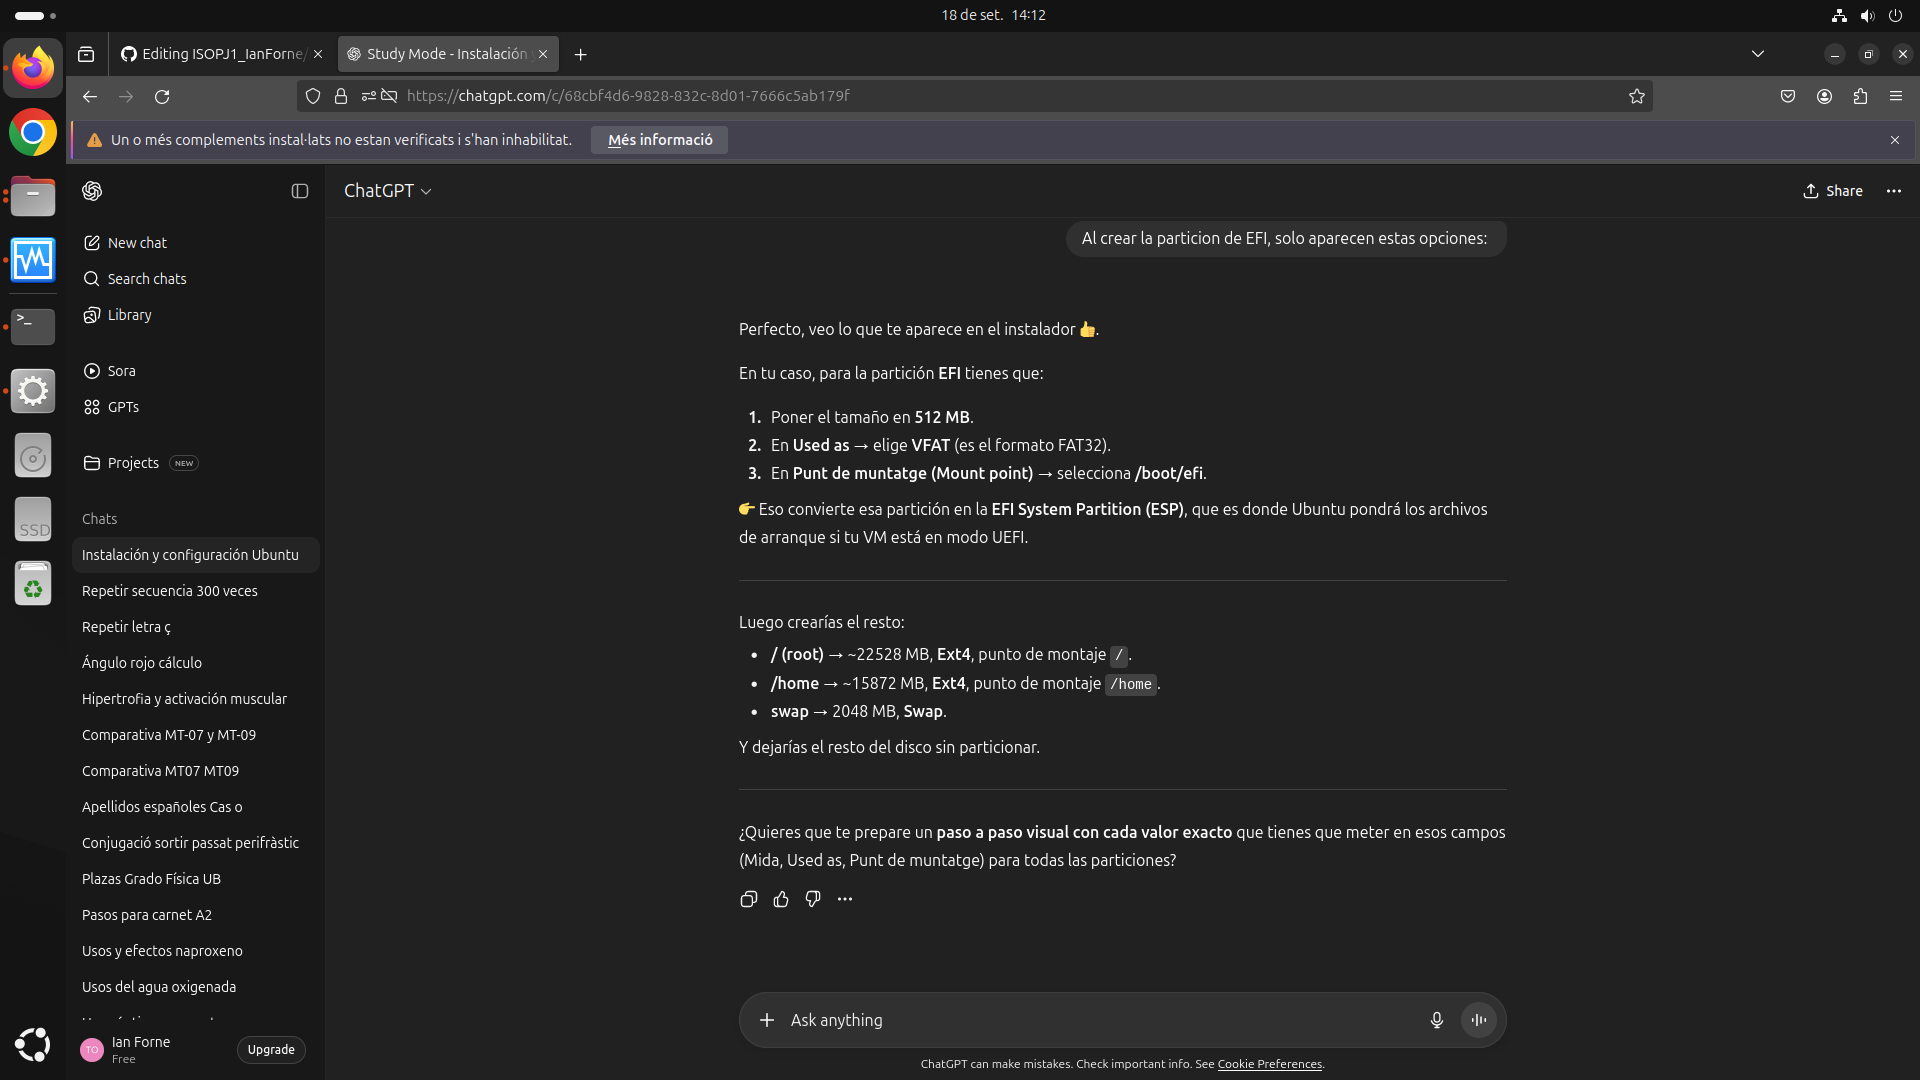 18 de set. 14:12
Editing ISOPJ1_IanForne/
Study Mode - Instalación
https://chatgpt.com/c/68cbf4d6-9828-832c-8d01-7666c5ab179f
Un o més complements instal·lats no estan verificats i s'han inhabilitat.
Més informació
ChatGPT
Share
New chat
Search chats
Library
Sora
GPTs
Projects NEW
Chats
Instalación y configuración Ubuntu
Repetir secuencia 300 veces
Repetir letra ç
Ángulo rojo cálculo
Hipertrofia y activación muscular
Comparativa MT-07 y MT-09
Comparativa MT07 MT09
Apellidos españoles Cas o
Conjugació sortir passat perifràstic
Plazas Grado Física UB
Pasos para carnet A2
Usos y efectos naproxeno
Usos del agua oxigenada
TO
Ian Forne
Free
Upgrade
SSD
Al crear la particion de EFI, solo aparecen estas opciones:
Perfecto, veo lo que te aparece en el instalador 👍.
En tu caso, para la partición EFI tienes que:
1. Poner el tamaño en 512 MB.
2. En Used as → elige VFAT (es el formato FAT32).
3. En Punt de muntatge (Mount point) → selecciona /boot/efi.
👉 Eso convierte esa partición en la EFI System Partition (ESP), que es donde Ubuntu pondrá los archivos
de arranque si tu VM está en modo UEFI.
Luego crearías el resto:
• / (root) → ~22528 MB, Ext4, punto de montaje /.
• /home → ~15872 MB, Ext4, punto de montaje /home.
• swap → 2048 MB, Swap.
Y dejarías el resto del disco sin particionar.
¿Quieres que te prepare un paso a paso visual con cada valor exacto que tienes que meter en esos campos
(Mida, Used as, Punt de muntatge) para todas las particiones?
Ask anything
ChatGPT can make mistakes. Check important info. See Cookie Preferences.